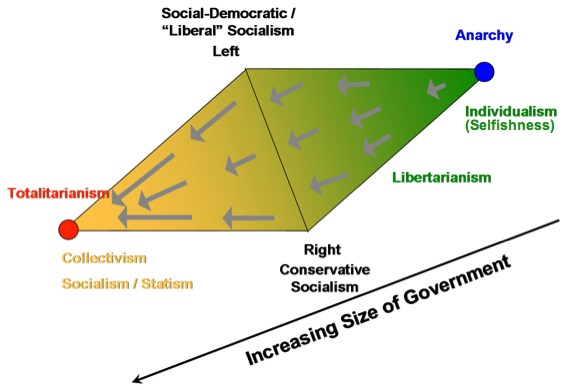 Social-Democratic /
“Liberal” Socialism
Left
Anarchy
Individualism
(Selfishness)
Libertarianism
Totalitarianism
Collectivism
Socialism / Statism
Right
Conservative
Socialism
Increasing Size of Government